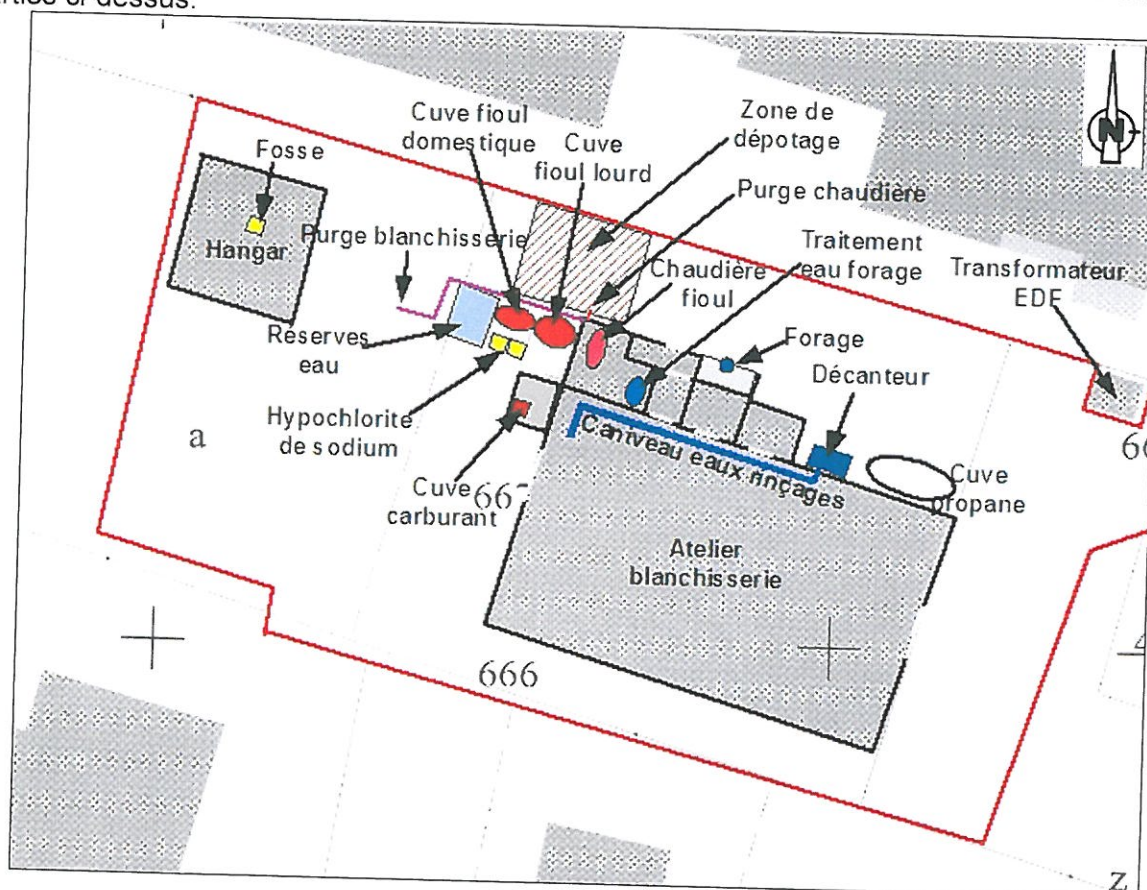 N
Cuve fioul
domestique
Zone de
dépotage
Fosse
Cuve
fioul lourd
Purge chaudière
Purge blanchisserie
Traitement
eau forage
Hangar
Chaudière
fioul
Transformateur
EDF
Réserves
eau
Forage
Décanteur
Hypochlorite
de sodium
a
Caniveau eaux rinçages
Cuve
propane
Cuve
carburant
667
Atelier
blanchisserie
666
Z